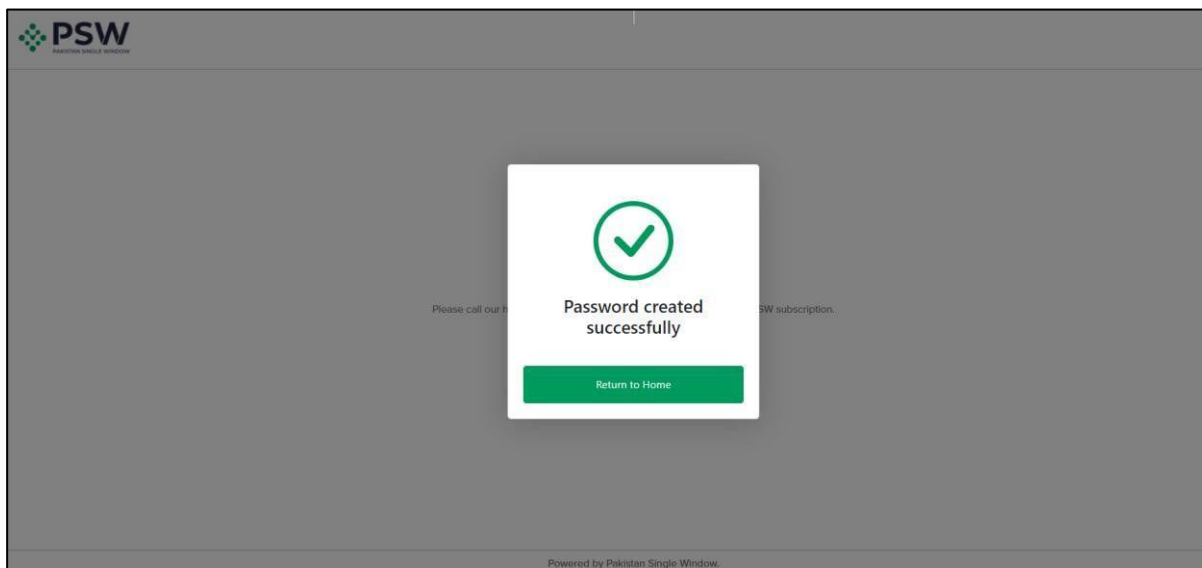 PSW
PAKISTAN SINGLE WINDOW
Password created
successfully
Please call our h
SW subscription.
Return to Home
Powered by Pakistan Single Window.